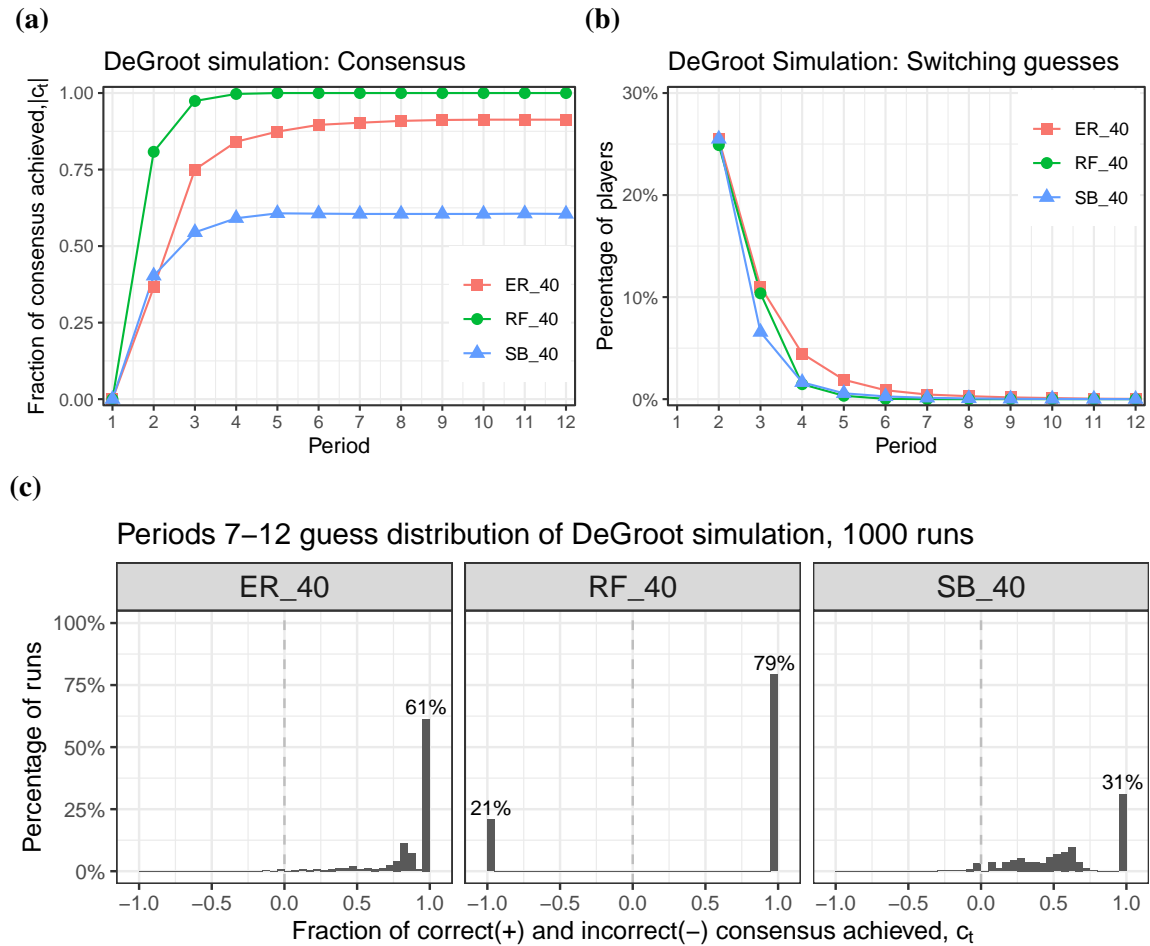 (a)
DeGroot simulation: Consensus
Fraction of consensus achieved,|ct|
1.00
0.75
0.50
0.25
0.00
ER_40
RF_40
SB_40
1 2 3 4 5 6 7 8 9 10 11 12
Period
(b)
DeGroot Simulation: Switching guesses
Percentage of players
30%
20%
10%
0%
ER_40
RF_40
SB_40
1 2 3 4 5 6 7 8 9 10 11 12
Period
(c)
Periods 7−12 guess distribution of DeGroot simulation, 1000 runs
ER_40 RF_40 SB_40
Percentage of runs
100%
75%
50%
25%
0%
61%
21%
79%
31%
−1.0 −0.5 0.0 0.5 1.0 −1.0 −0.5 0.0 0.5 1.0 −1.0 −0.5 0.0 0.5 1.0
Fraction of correct(+) and incorrect(−) consensus achieved, ct